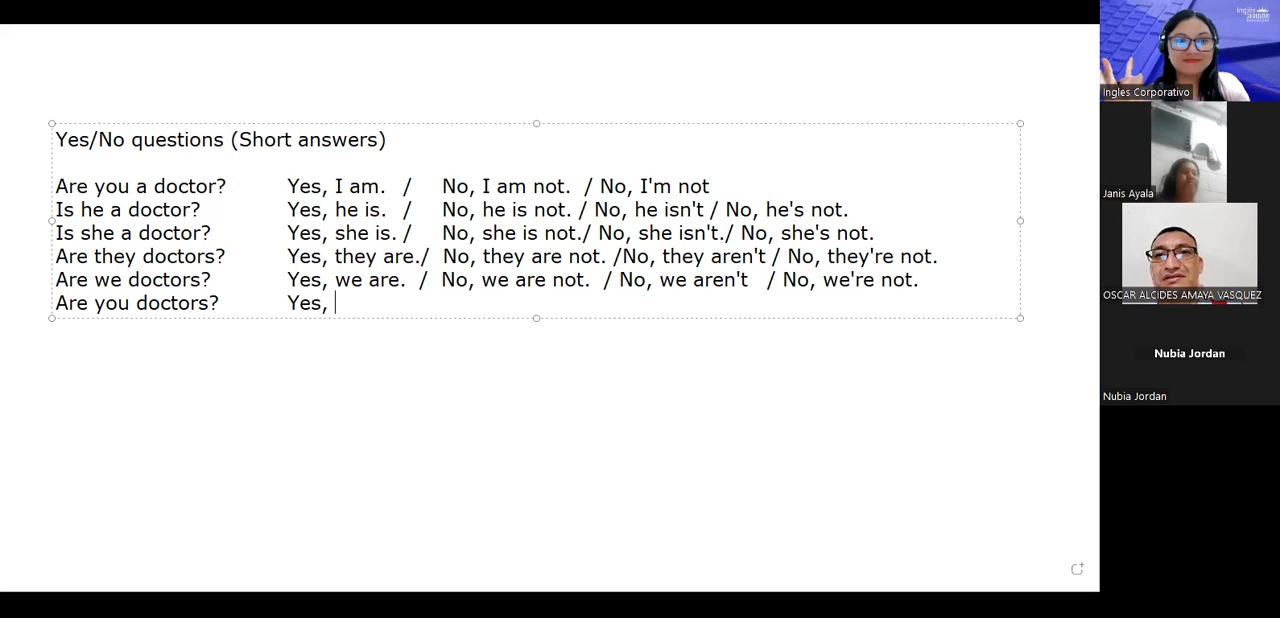 Yes/No questions (Short answers)
Are you a doctor? Yes, I am. / No, I am not. / No, I'm not
Is he a doctor? Yes, he is. / No, he is not. / No, he isn't / No, he's not.
Is she a doctor? Yes, she is. / No, she is not./ No, she isn't./ No, she's not.
Are they doctors? Yes, they are./ No, they are not. /No, they aren't / No, they're not.
Are we doctors? Yes, we are. / No, we are not. / No, we aren't / No, we're not.
Are you doctors? Yes,
Ingles Corporativo
Janis Ayala
OSCAR ALCIDES AMAYA VASQUEZ
Nubia Jordan
Nubia Jordan